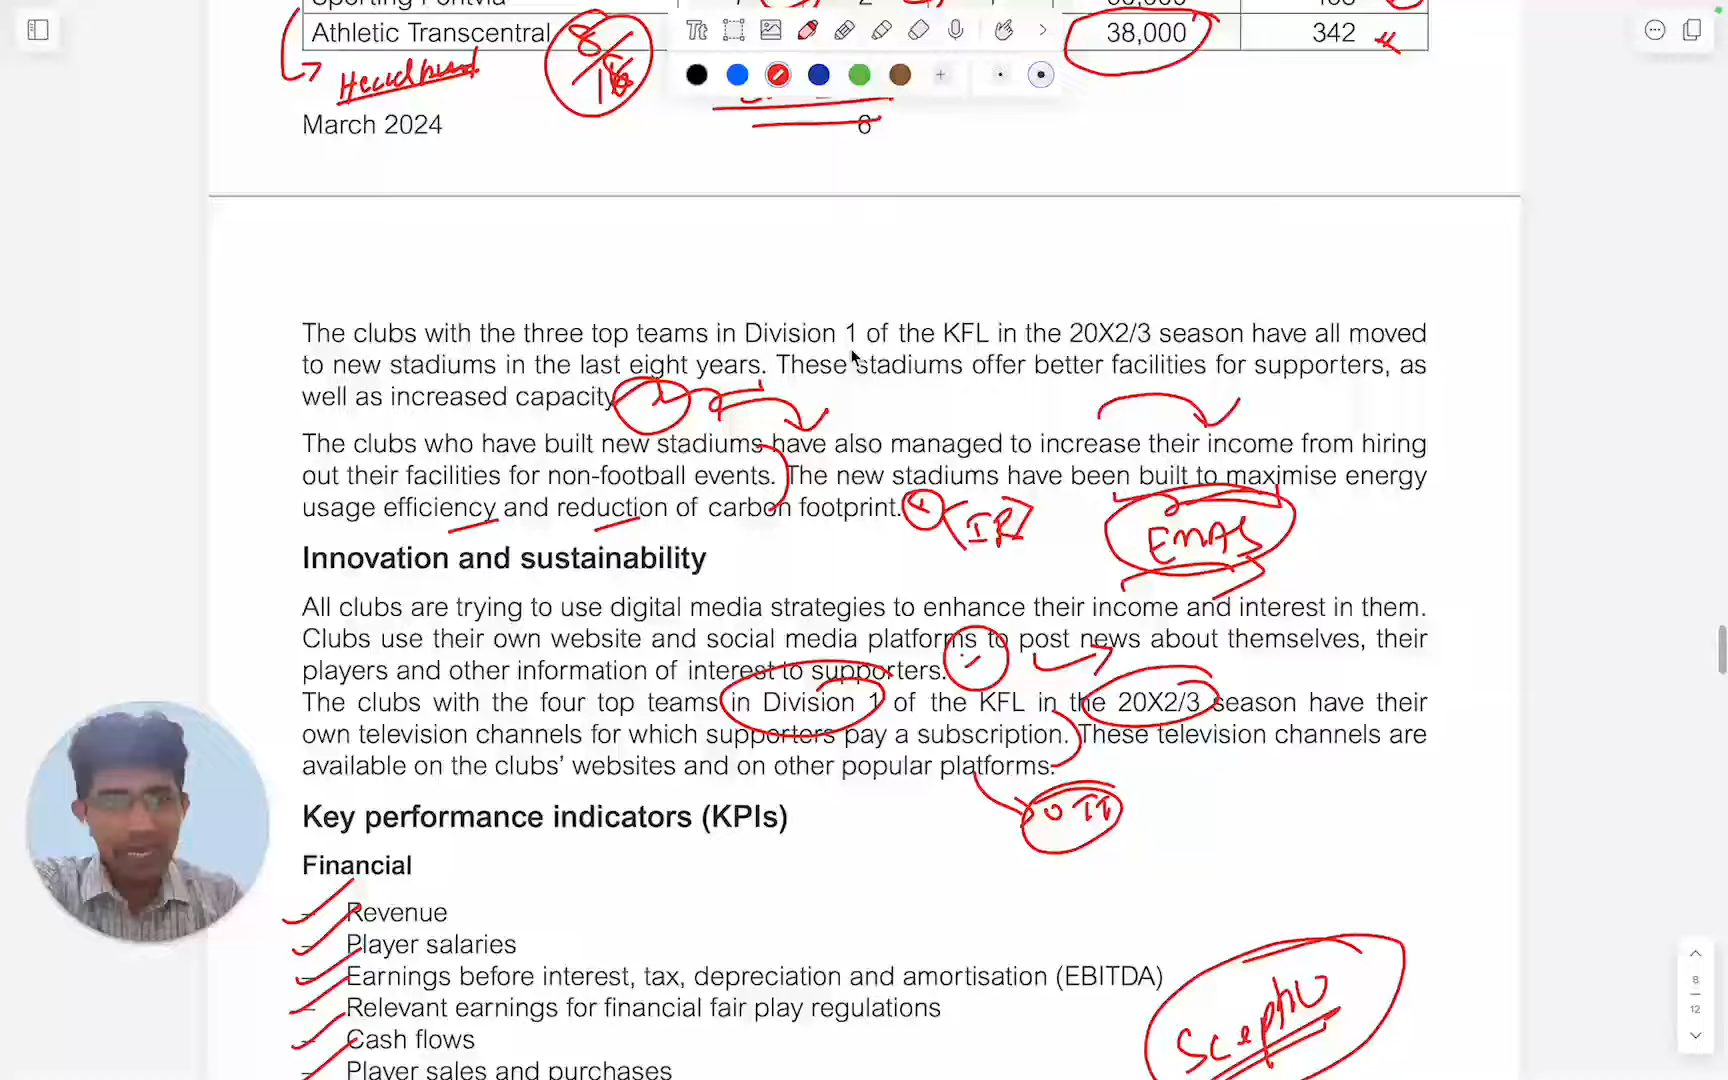 Athletic Transcentral 8/16 38,000 342
Tt
March 2024 6
The clubs with the three top teams in Division 1 of the KFL in the 20X2/3 season have all moved
to new stadiums in the last eight years. These stadiums offer better facilities for supporters, as
well as increased capacity
The clubs who have built new stadiums have also managed to increase their income from hiring
out their facilities for non-football events. The new stadiums have been built to maximise energy
usage efficiency and reduction of carbon footprint. IR
EMAS
Innovation and sustainability
All clubs are trying to use digital media strategies to enhance their income and interest in them.
Clubs use their own website and social media platforms to post news about themselves, their
players and other information of interest to supporters.
The clubs with the four top teams in Division 1 of the KFL in the 20X2/3 season have their
own television channels for which supporters pay a subscription. These television channels are
available on the clubs' websites and on other popular platforms.
OTT
Key performance indicators (KPIs)
Financial
– Revenue
– Player salaries
– Earnings before interest, tax, depreciation and amortisation (EBITDA)
– Relevant earnings for financial fair play regulations
– Cash flows
– Player sales and purchases
8
12